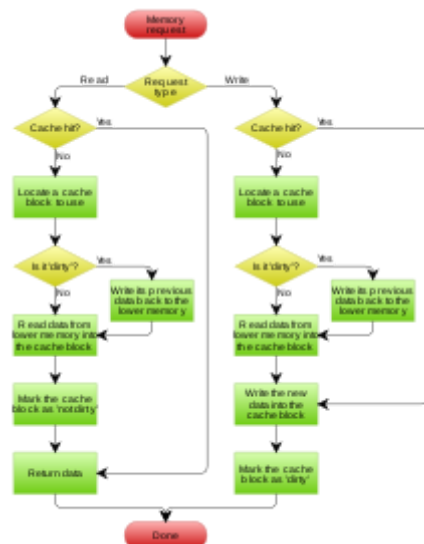 Memory
request
Request
type
Read
Write
Cache hit?
Yes
No
Cache hit?
Yes
No
Locate a cache
block to use
Locate a cache
block to use
Is it 'dirty'?
Yes
No
Is it 'dirty'?
Yes
No
Write its previous
data back to the
lower memory
Write its previous
data back to the
lower memory
Read data from
lower memory into
the cache block
Read data from
lower memory into
the cache block
Mark the cache
block as 'not dirty'
Write the new
data into the
cache block
Return data
Mark the cache
block as 'dirty'
Done